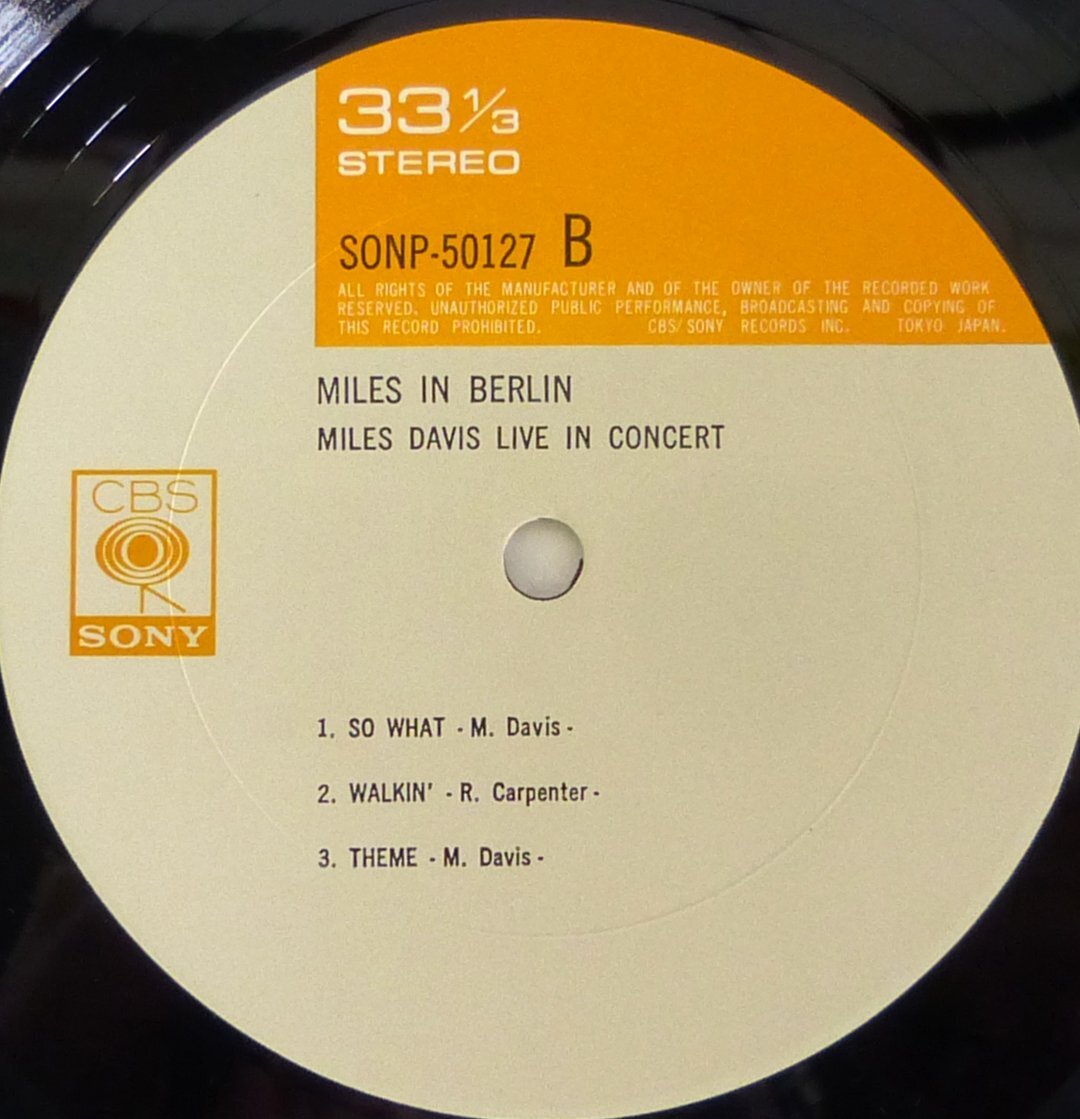 33 1/3
STEREO
SONP-50127 B
ALL RIGHTS OF THE MANUFACTURER AND OF THE OWNER OF THE RECORDED WORK
RESERVED. UNAUTHORIZED PUBLIC PERFORMANCE, BROADCASTING AND COPYING OF
THIS RECORD PROHIBITED. CBS/SONY RECORDS INC. TOKYO JAPAN.
MILES IN BERLIN
MILES DAVIS LIVE IN CONCERT
CBS
SONY
1. SO WHAT - M. Davis -
2. WALKIN' - R. Carpenter -
3. THEME - M. Davis -